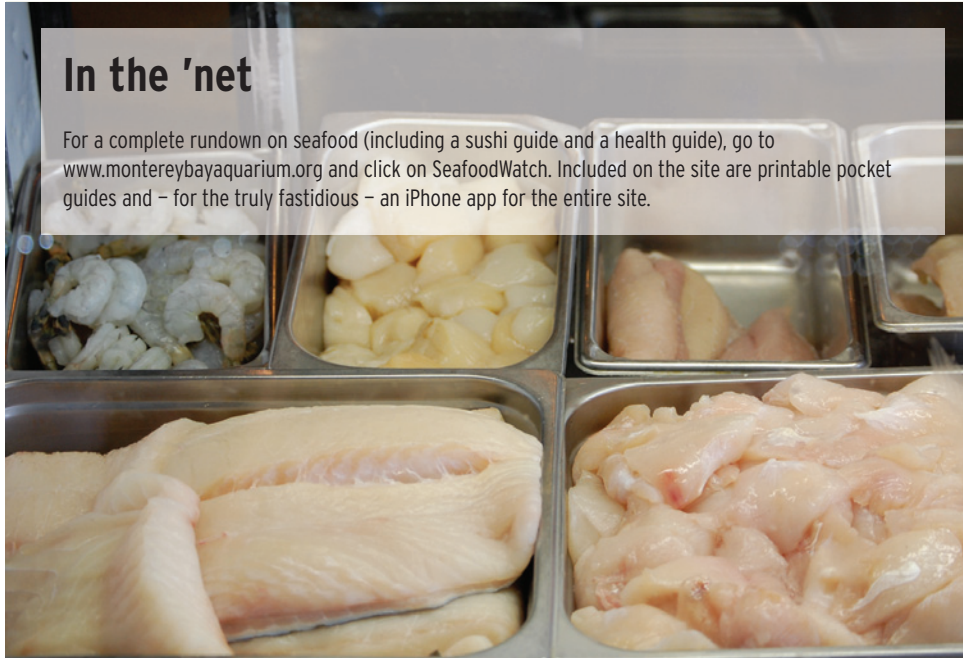 In the 'net
For a complete rundown on seafood (including a sushi guide and a health guide), go to
www.montereybayaquarium.org and click on SeafoodWatch. Included on the site are printable pocket
guides and – for the truly fastidious – an iPhone app for the entire site.